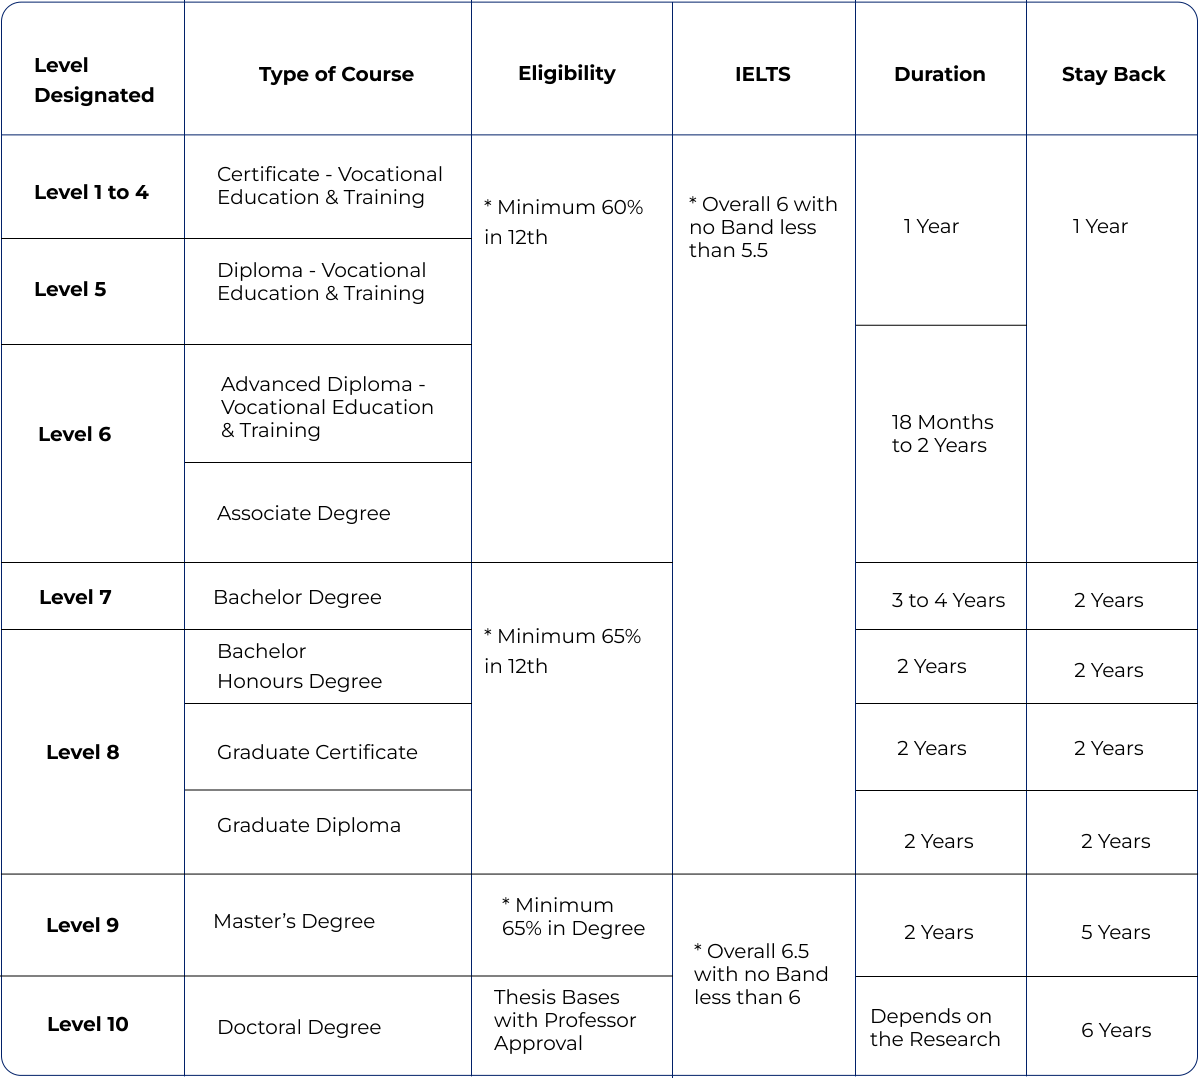 Level
Designated
Type of Course
Eligibility
IELTS
Duration
Stay Back
Level 1 to 4
Certificate - Vocational
Education & Training
* Minimum 60%
in 12th
* Overall 6 with
no Band less
than 5.5
1 Year
1 Year
Level 5
Diploma - Vocational
Education & Training
Level 6
Advanced Diploma -
Vocational Education
& Training
18 Months
to 2 Years
Associate Degree
Level 7
Bachelor Degree
* Minimum 65%
in 12th
3 to 4 Years
2 Years
Level 8
Bachelor
Honours Degree
2 Years
2 Years
Graduate Certificate
2 Years
2 Years
Graduate Diploma
2 Years
2 Years
Level 9
Master’s Degree
* Minimum
65% in Degree
* Overall 6.5
with no Band
less than 6
2 Years
5 Years
Level 10
Doctoral Degree
Thesis Bases
with Professor
Approval
Depends on
the Research
6 Years